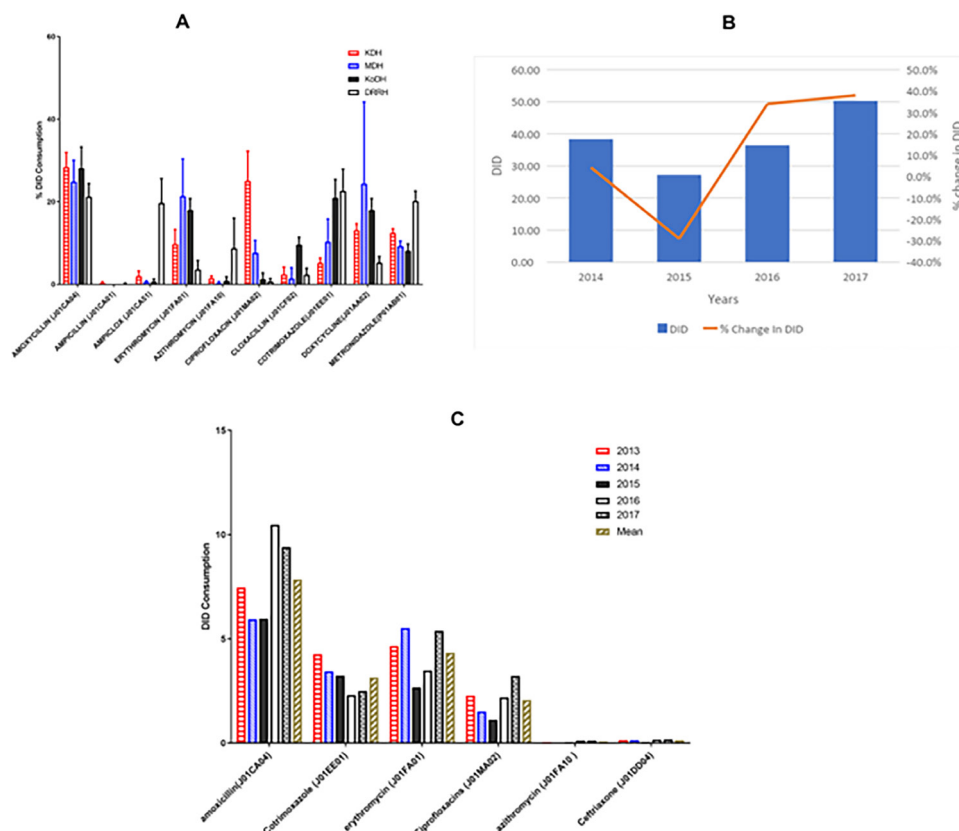 A
60
40
20
0
% DID Consumption
KDH
MDH
KoDH
DRRH
AMOXYCILLIN (J01CA04)
AMPICILLIN (J01CA01)
AMPICLOX (J01CA51)
ERYTHROMYCIN (J01FA01)
AZITHROMYCIN (J01FA10)
CIPROFLOXACIN (J01MA02)
CLOXACILLIN (J01CF02)
COTRIMOXAZOLE(J01EE01)
DOXYCYCLINE(J01AA02)
METRONIDAZOLE(P01AB01)
B
60.00
50.00
40.00
30.00
20.00
10.00
0.00
DID
50.0%
40.0%
30.0%
20.0%
10.0%
0.0%
-10.0%
-20.0%
-30.0%
-40.0%
% change in DID
2014 2015 2016 2017
Years
DID % Change In DID
C
15
10
5
0
DID Consumption
2013
2014
2015
2016
2017
Mean
amoxicillin(J01CA04)
Cotrimoxazole (J01EE01)
erythromycin (J01FA01)
Ciprofloxacins (J01MA02)
azithromycin (J01FA10 )
Ceftriaxone (J01DD04)